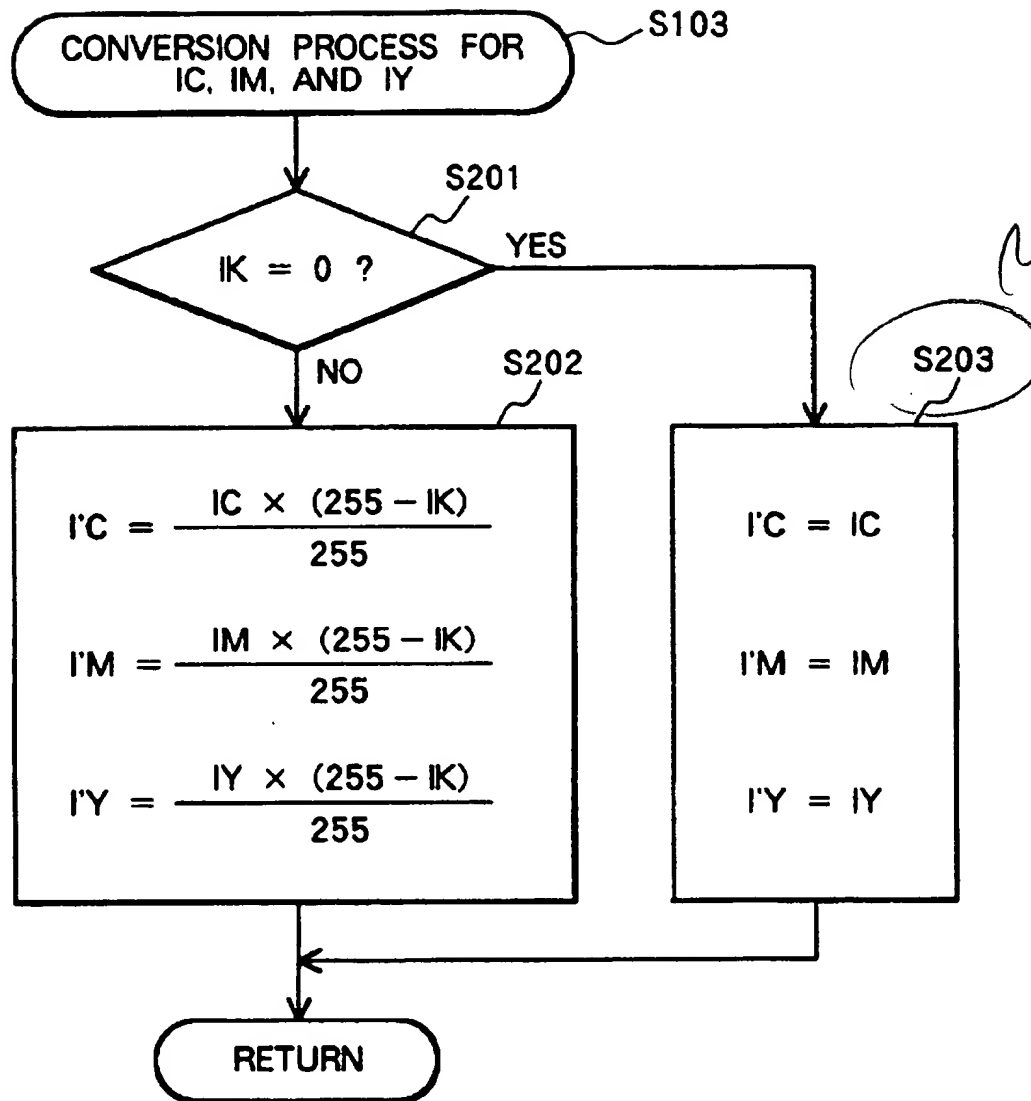 S103
CONVERSION PROCESS FOR
IC, IM, AND IY
S201
IK = 0 ?
YES
NO
S202
I'C = IC × (255 – IK) / 255
I'M = IM × (255 – IK) / 255
I'Y = IY × (255 – IK) / 255
S203
I'C = IC
I'M = IM
I'Y = IY
RETURN